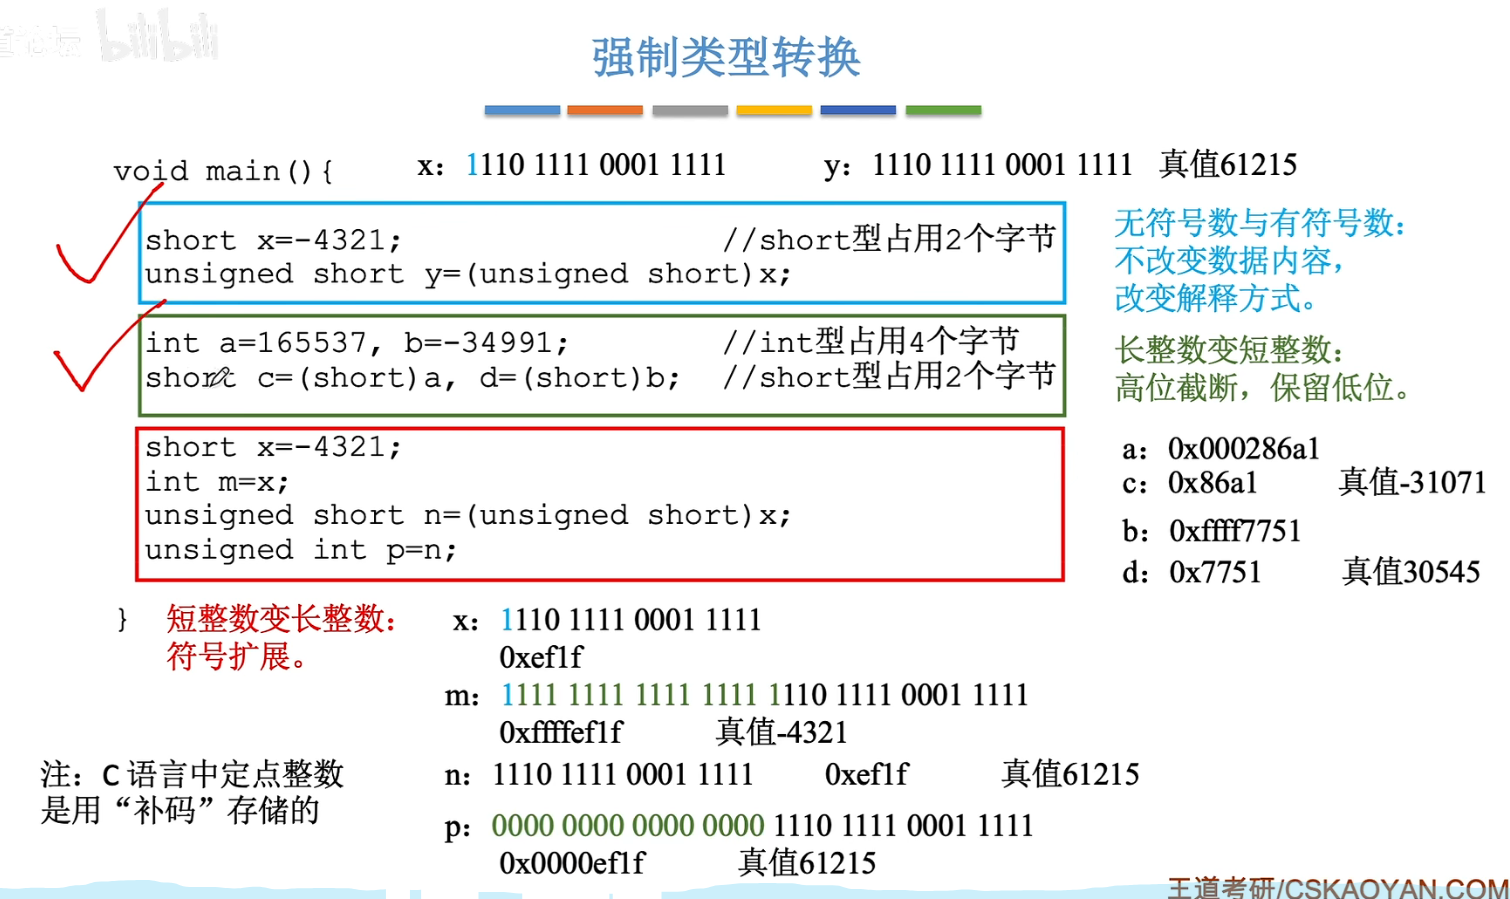 bilibili
强制类型转换
void main(){
x：1110 1111 0001 1111
y：1110 1111 0001 1111 真值61215
short x=-4321; //short型占用2个字节
unsigned short y=(unsigned short)x;
无符号数与有符号数：
不改变数据内容，
改变解释方式。
int a=165537, b=-34991; //int型占用4个字节
short c=(short)a, d=(short)b; //short型占用2个字节
长整数变短整数：
高位截断，保留低位。
short x=-4321;
int m=x;
unsigned short n=(unsigned short)x;
unsigned int p=n;
a：0x000286a1
c：0x86a1 真值-31071
b：0xffff7751
d：0x7751 真值30545
}
短整数变长整数：
符号扩展。
x：1110 1111 0001 1111
0xef1f
m：1111 1111 1111 1111 1110 1111 0001 1111
0xffffef1f 真值-4321
n：1110 1111 0001 1111 0xef1f 真值61215
p：0000 0000 0000 0000 1110 1111 0001 1111
0x0000ef1f 真值61215
注：C 语言中定点整数
是用“补码”存储的
王道考研/CSKAOYAN.COM